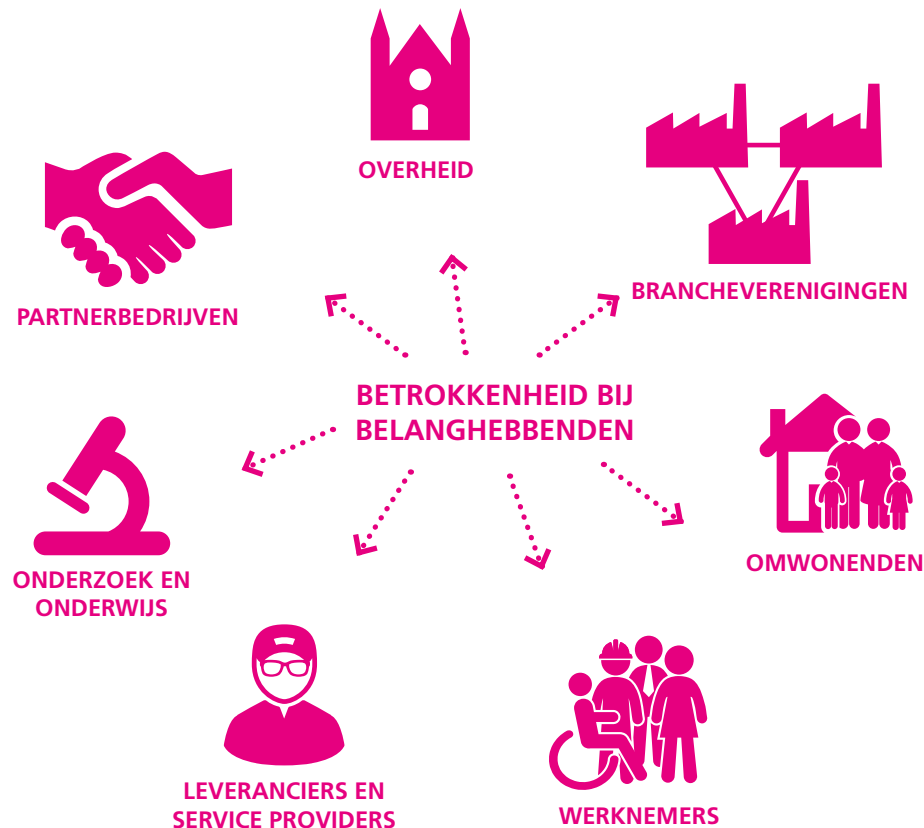 OVERHEID
BRANCHEVERENIGINGEN
PARTNERBEDRIJVEN
BETROKKENHEID BIJ
BELANGHEBBENDEN
OMWONENDEN
ONDERZOEK EN
ONDERWIJS
LEVERANCIERS EN
SERVICE PROVIDERS
WERKNEMERS